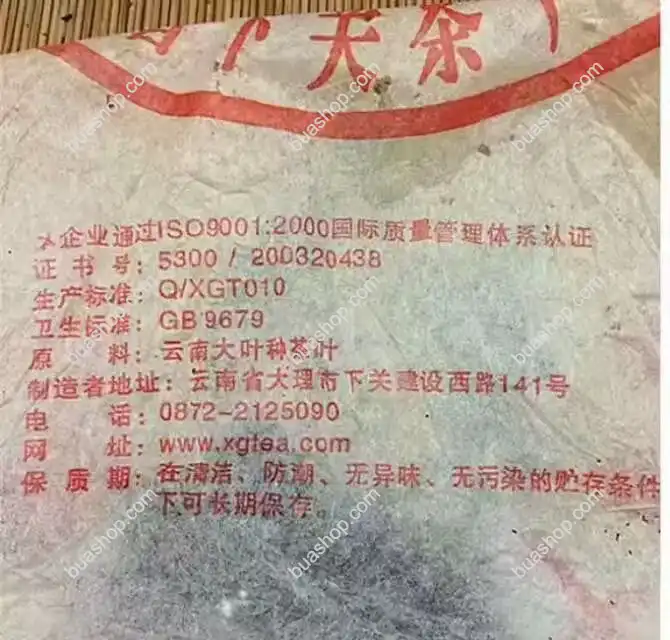 天茶
企业通过ISO9001:2000国际质量管理体系认证
证书号：5300 / 200320438
生产标准：Q/XGT010
卫生标准：GB 9679
原料：云南大叶种茶叶
制造者地址：云南省大理市下关建设西路141号
电话：0872-2125090
网址：www.xgtea.com
保质期：在清洁、防潮、无异味、无污染的贮存条件
下可长期保存。
buashop.com